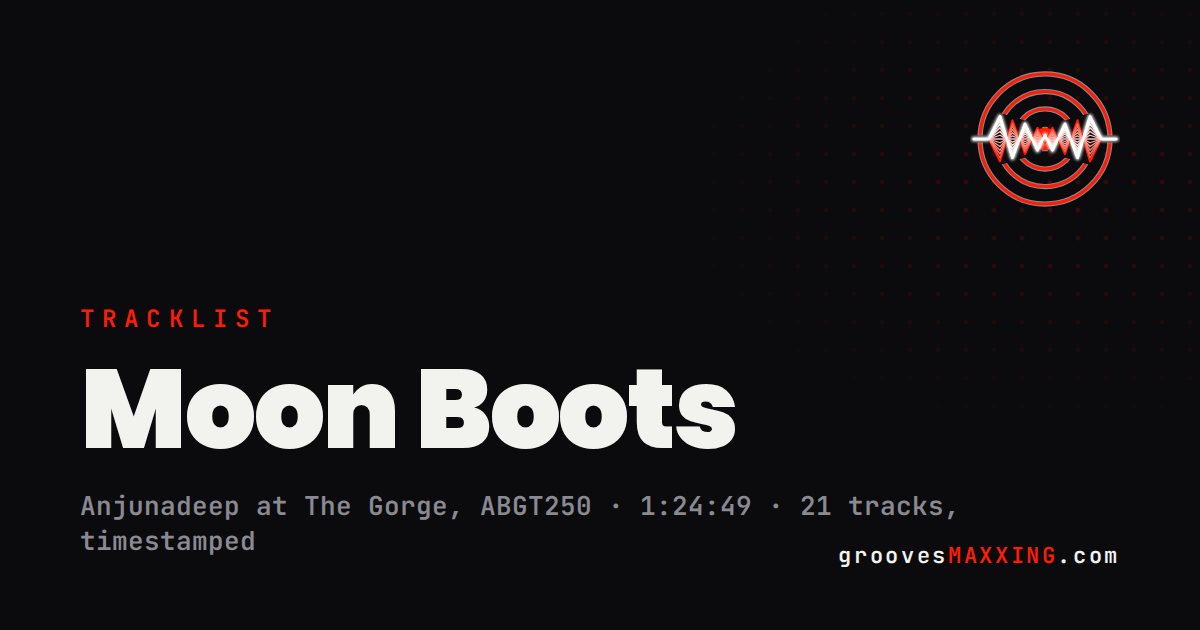 TRACKLIST
Moon Boots
Anjunadeep at The Gorge, ABGT250 · 1:24:49 · 21 tracks,
timestamped
groovesMAXXING.com